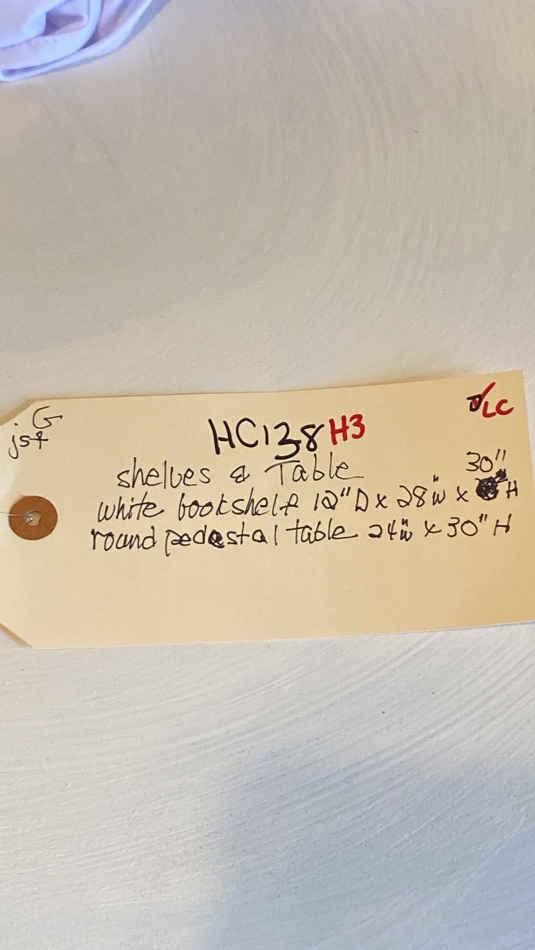 G
jsf
HC138 H3
LC
shelves & Table
30"
white bookshelf 12" D x 28"W x H
round pedestal table 24"W x 30" H